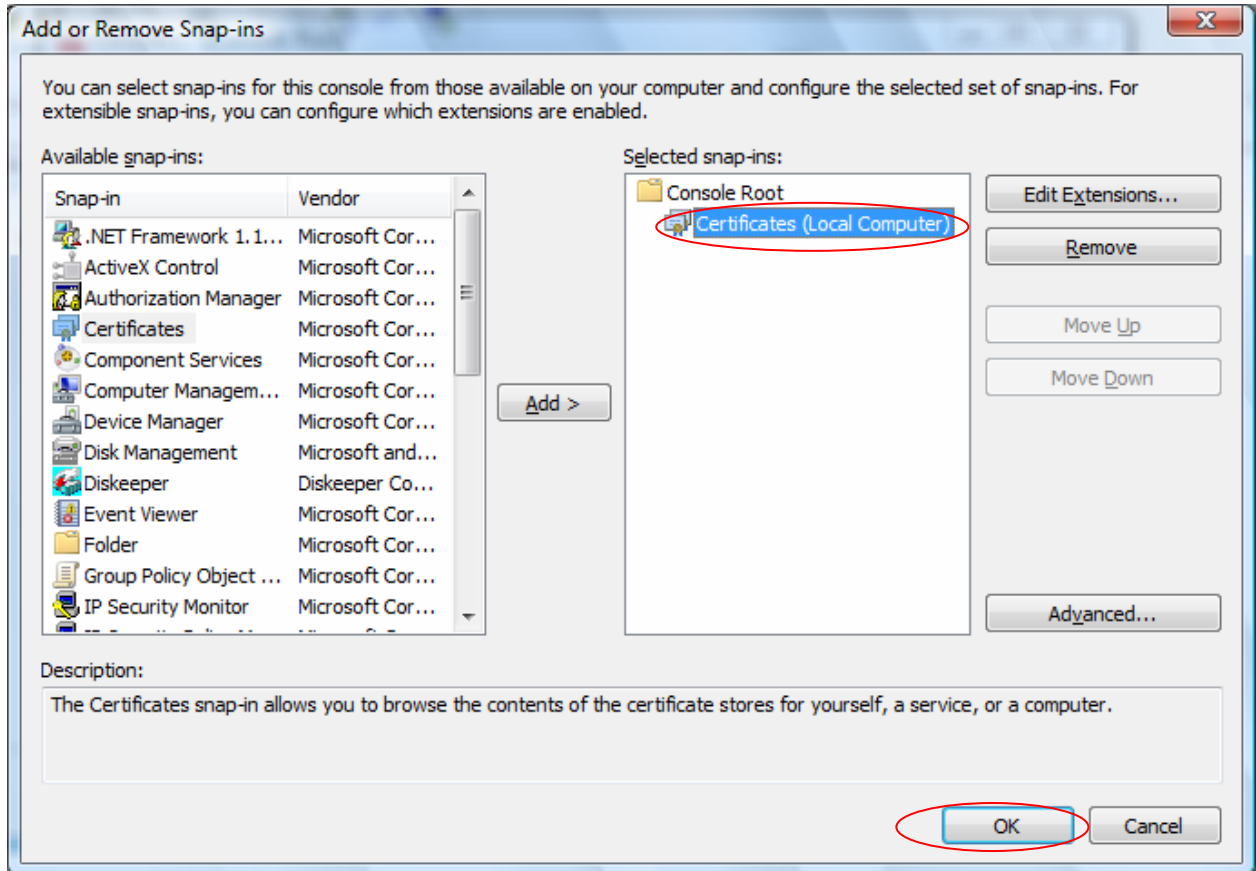 Add or Remove Snap-ins
You can select snap-ins for this console from those available on your computer and configure the selected set of snap-ins. For
extensible snap-ins, you can configure which extensions are enabled.
Available snap-ins:
Snap-in Vendor
.NET Framework 1.1... Microsoft Cor...
ActiveX Control Microsoft Cor...
Authorization Manager Microsoft Cor...
Certificates Microsoft Cor...
Component Services Microsoft Cor...
Computer Managem... Microsoft Cor...
Device Manager Microsoft Cor...
Disk Management Microsoft and...
Diskeeper Diskeeper Co...
Event Viewer Microsoft Cor...
Folder Microsoft Cor...
Group Policy Object ... Microsoft Cor...
IP Security Monitor Microsoft Cor...
Add >
Selected snap-ins:
Console Root
Certificates (Local Computer)
Edit Extensions...
Remove
Move Up
Move Down
Advanced...
Description:
The Certificates snap-in allows you to browse the contents of the certificate stores for yourself, a service, or a computer.
OK
Cancel